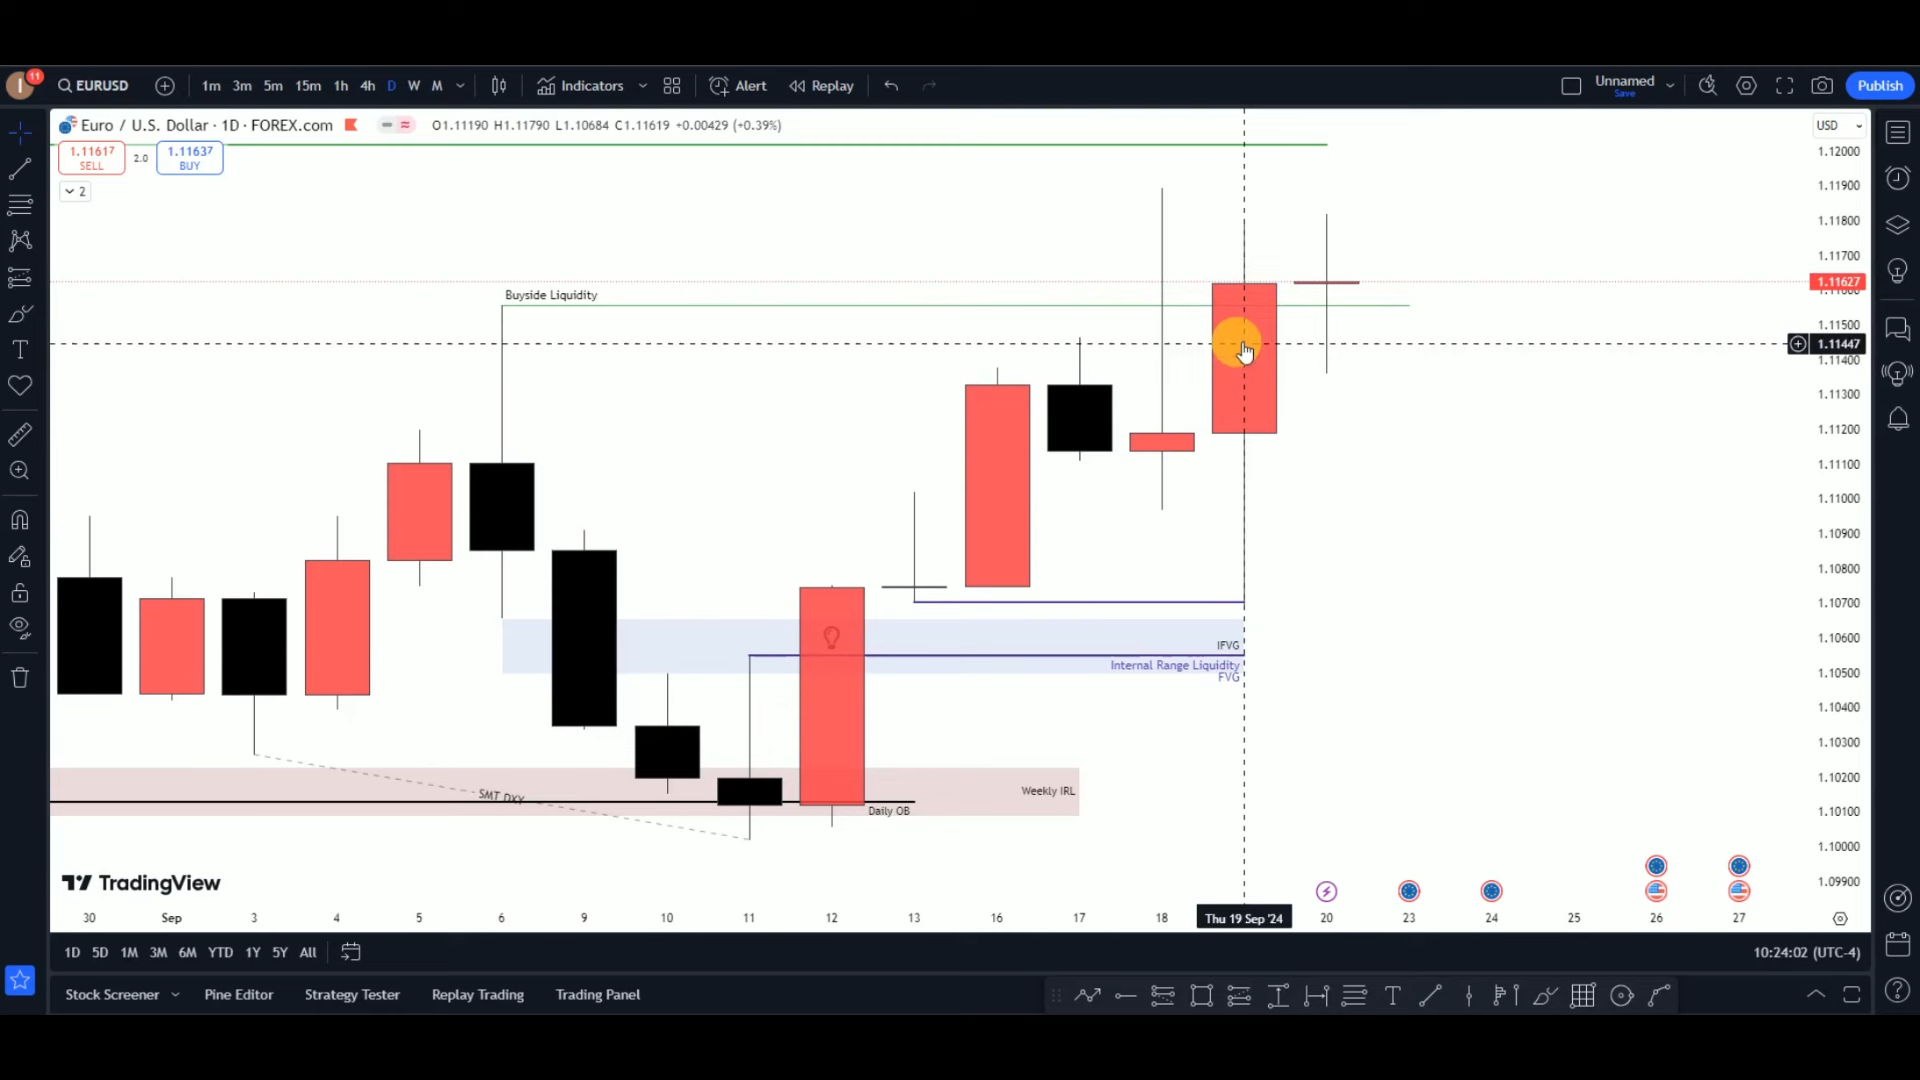 I
11
EURUSD
1m 3m 5m 15m 1h 4h D W M
Indicators
Alert
Replay
Unnamed
Save
Publish
Euro / U.S. Dollar · 1D · FOREX.com
O1.11190 H1.11790 L1.10684 C1.11619 +0.00429 (+0.39%)
USD
1.11617
SELL
2.0
1.11637
BUY
2
1.12000
1.11900
1.11800
1.11700
1.11627
1.11500
1.11447
1.11400
1.11300
1.11200
1.11100
1.11000
1.10900
1.10800
1.10700
1.10600
1.10500
1.10400
1.10300
1.10200
1.10100
1.10000
1.09900
Buyside Liquidity
IFVG
Internal Range Liquidity
FVG
SMT DXY
Weekly IRL
Daily OB
TradingView
30 Sep 3 4 5 6 9 10 11 12 13 16 17 18 Thu 19 Sep '24 20 23 24 25 26 27
1D 5D 1M 3M 6M YTD 1Y 5Y All
10:24:02 (UTC-4)
Stock Screener
Pine Editor
Strategy Tester
Replay Trading
Trading Panel